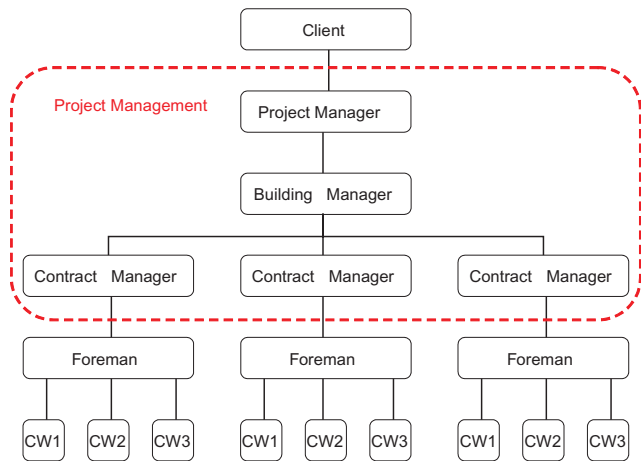 Client
Project Management
Project Manager
Building Manager
Contract Manager
Contract Manager
Contract Manager
Foreman
Foreman
Foreman
CW1
CW2
CW3
CW1
CW2
CW3
CW1
CW2
CW3